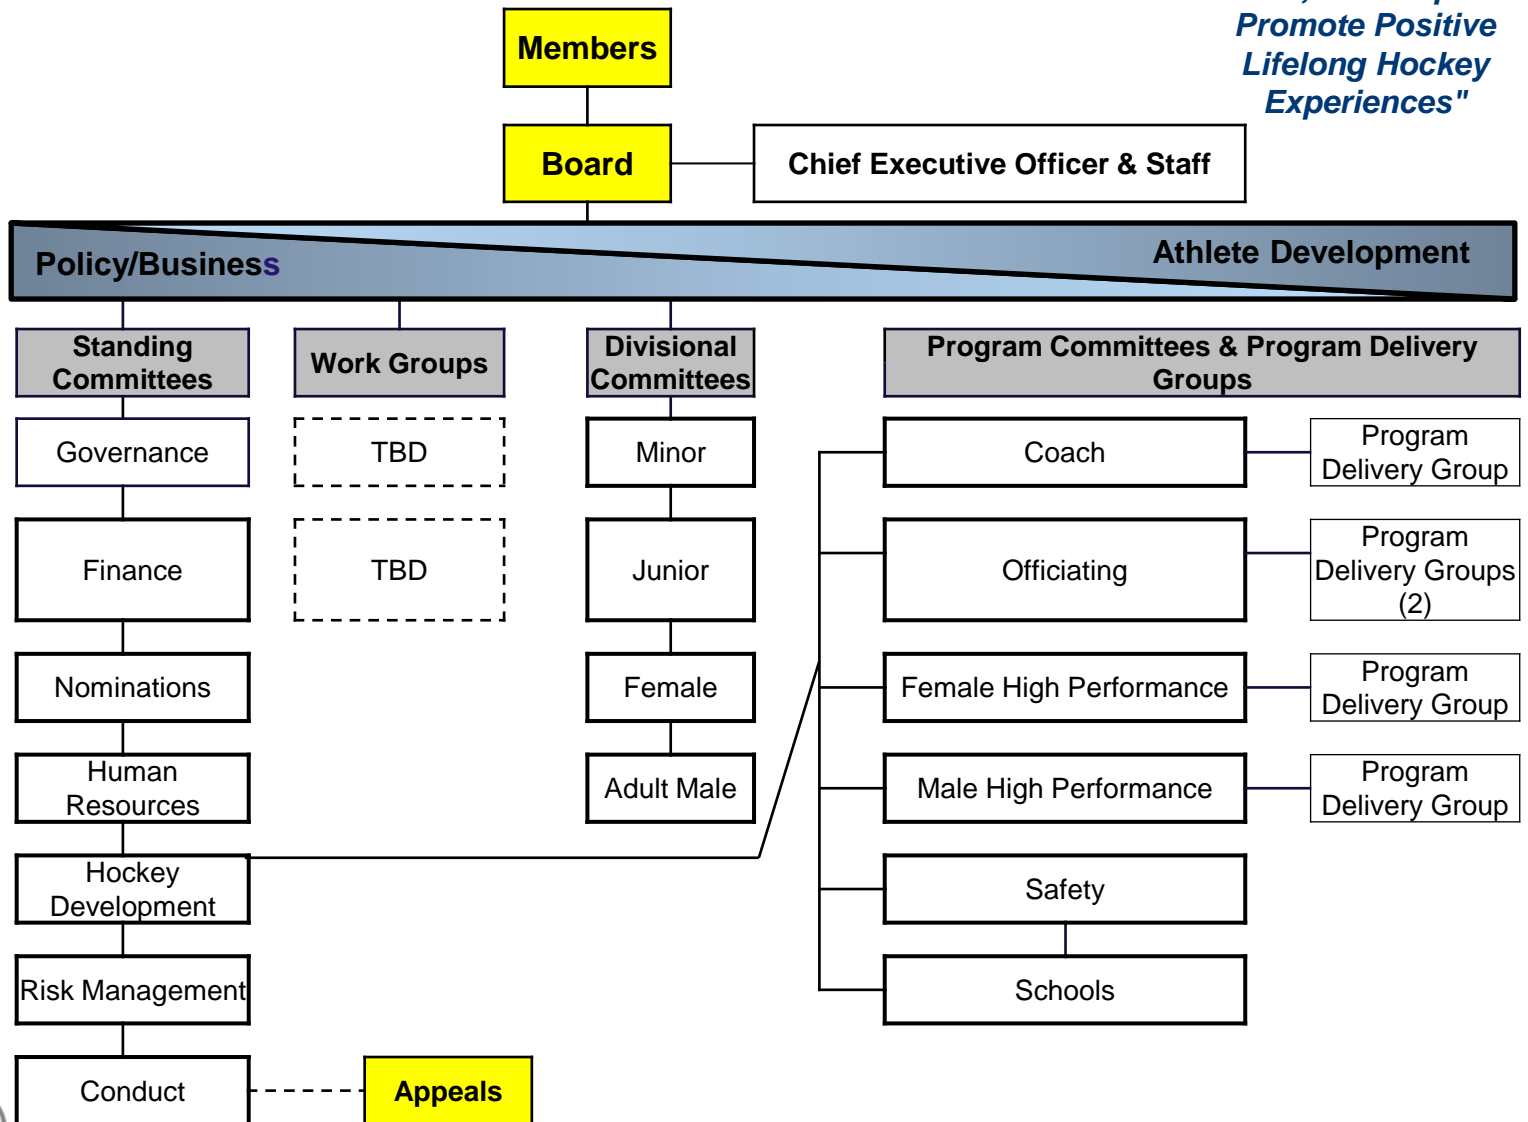 Promote Positive
Lifelong Hockey
Experiences"
Members
Board
Chief Executive Officer & Staff
Policy/Business
Athlete Development
Standing
Committees
Work Groups
Divisional
Committees
Program Committees & Program Delivery
Groups
Governance
TBD
Minor
Coach
Program
Delivery Group
Finance
TBD
Junior
Officiating
Program
Delivery Groups
(2)
Nominations
Female
Female High Performance
Program
Delivery Group
Human
Resources
Adult Male
Male High Performance
Program
Delivery Group
Hockey
Development
Safety
Risk Management
Schools
Conduct
Appeals